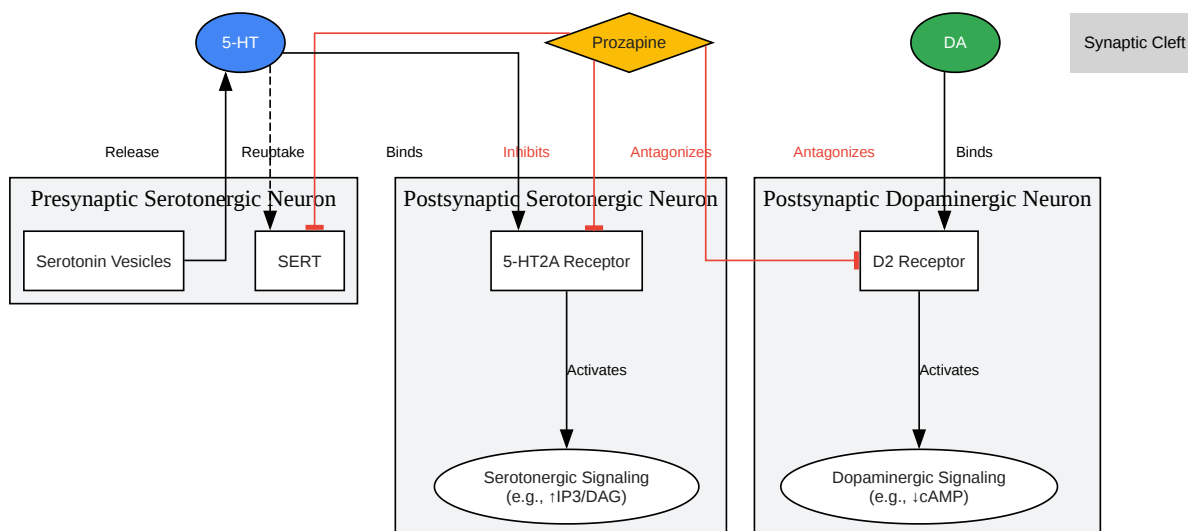 5-HT
Prozapine
DA
Synaptic Cleft
Release
Reuptake
Binds
Inhibits
Antagonizes
Antagonizes
Binds
Presynaptic Serotonergic Neuron
Postsynaptic Serotonergic Neuron
Postsynaptic Dopaminergic Neuron
Serotonin Vesicles
SERT
5-HT2A Receptor
D2 Receptor
Activates
Activates
Serotonergic Signaling
(e.g., ↑IP3/DAG)
Dopaminergic Signaling
(e.g., ↓cAMP)